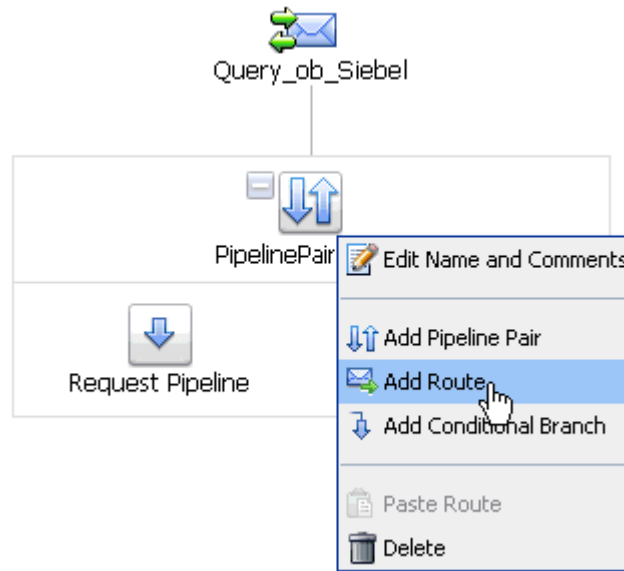 Query_ob_Siebel
PipelinePair
Edit Name and Comments
Request Pipeline
Add Pipeline Pair
Add Route
Add Conditional Branch
Paste Route
Delete